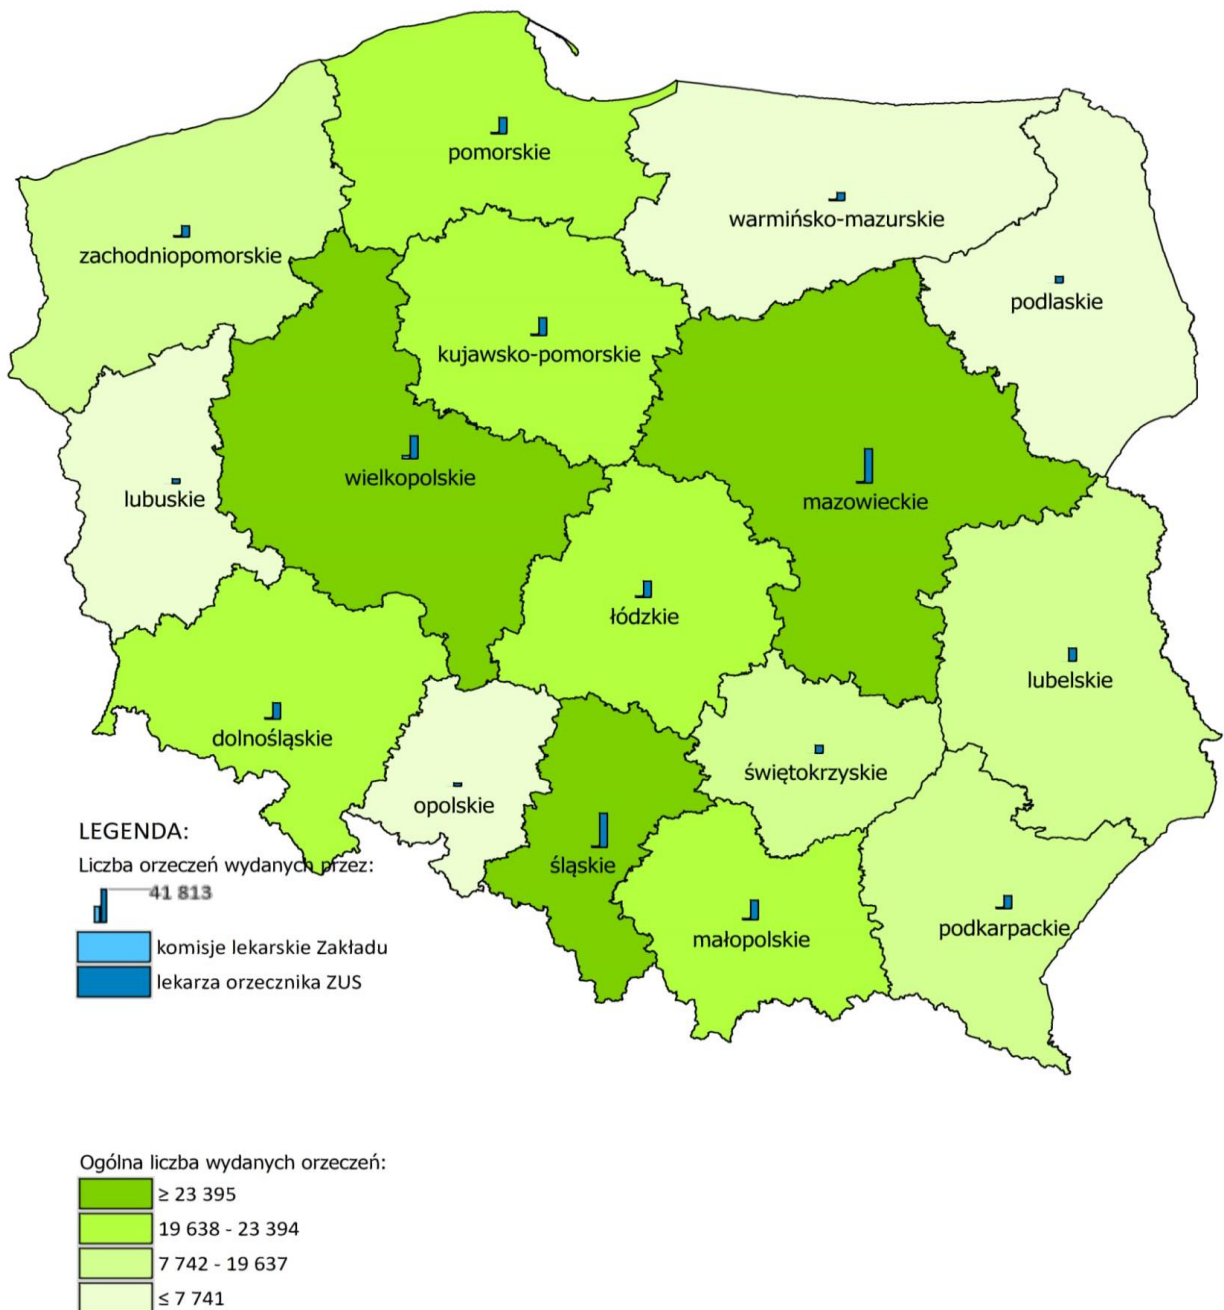 pomorskie
warmińsko-mazurskie
zachodniopomorskie
podlaskie
kujawsko-pomorskie
wielkopolskie
lubuskie
mazowieckie
łódzkie
lubelskie
dolnośląskie
świętokrzyskie
opolskie
śląskie
podkarpackie
małopolskie
LEGENDA:
Liczba orzeczeń wydanych przez:
41 813
komisje lekarskie Zakładu
lekarza orzecznika ZUS
Ogólna liczba wydanych orzeczeń:
≥ 23 395
19 638 - 23 394
7 742 - 19 637
≤ 7 741